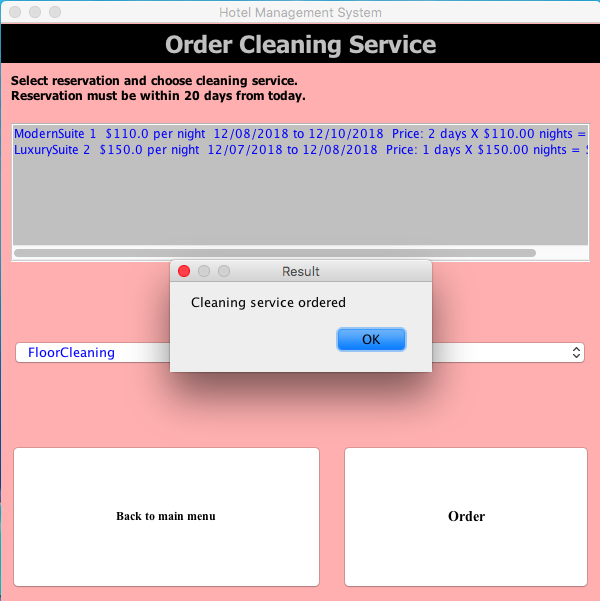 Hotel Management System
Order Cleaning Service
Select reservation and choose cleaning service.
Reservation must be within 20 days from today.
ModernSuite 1  $110.0 per night  12/08/2018 to 12/10/2018  Price: 2 days X $110.00 nights =
LuxurySuite 2  $150.0 per night  12/07/2018 to 12/08/2018  Price: 1 days X $150.00 nights =
Result
Cleaning service ordered
OK
FloorCleaning
Back to main menu
Order